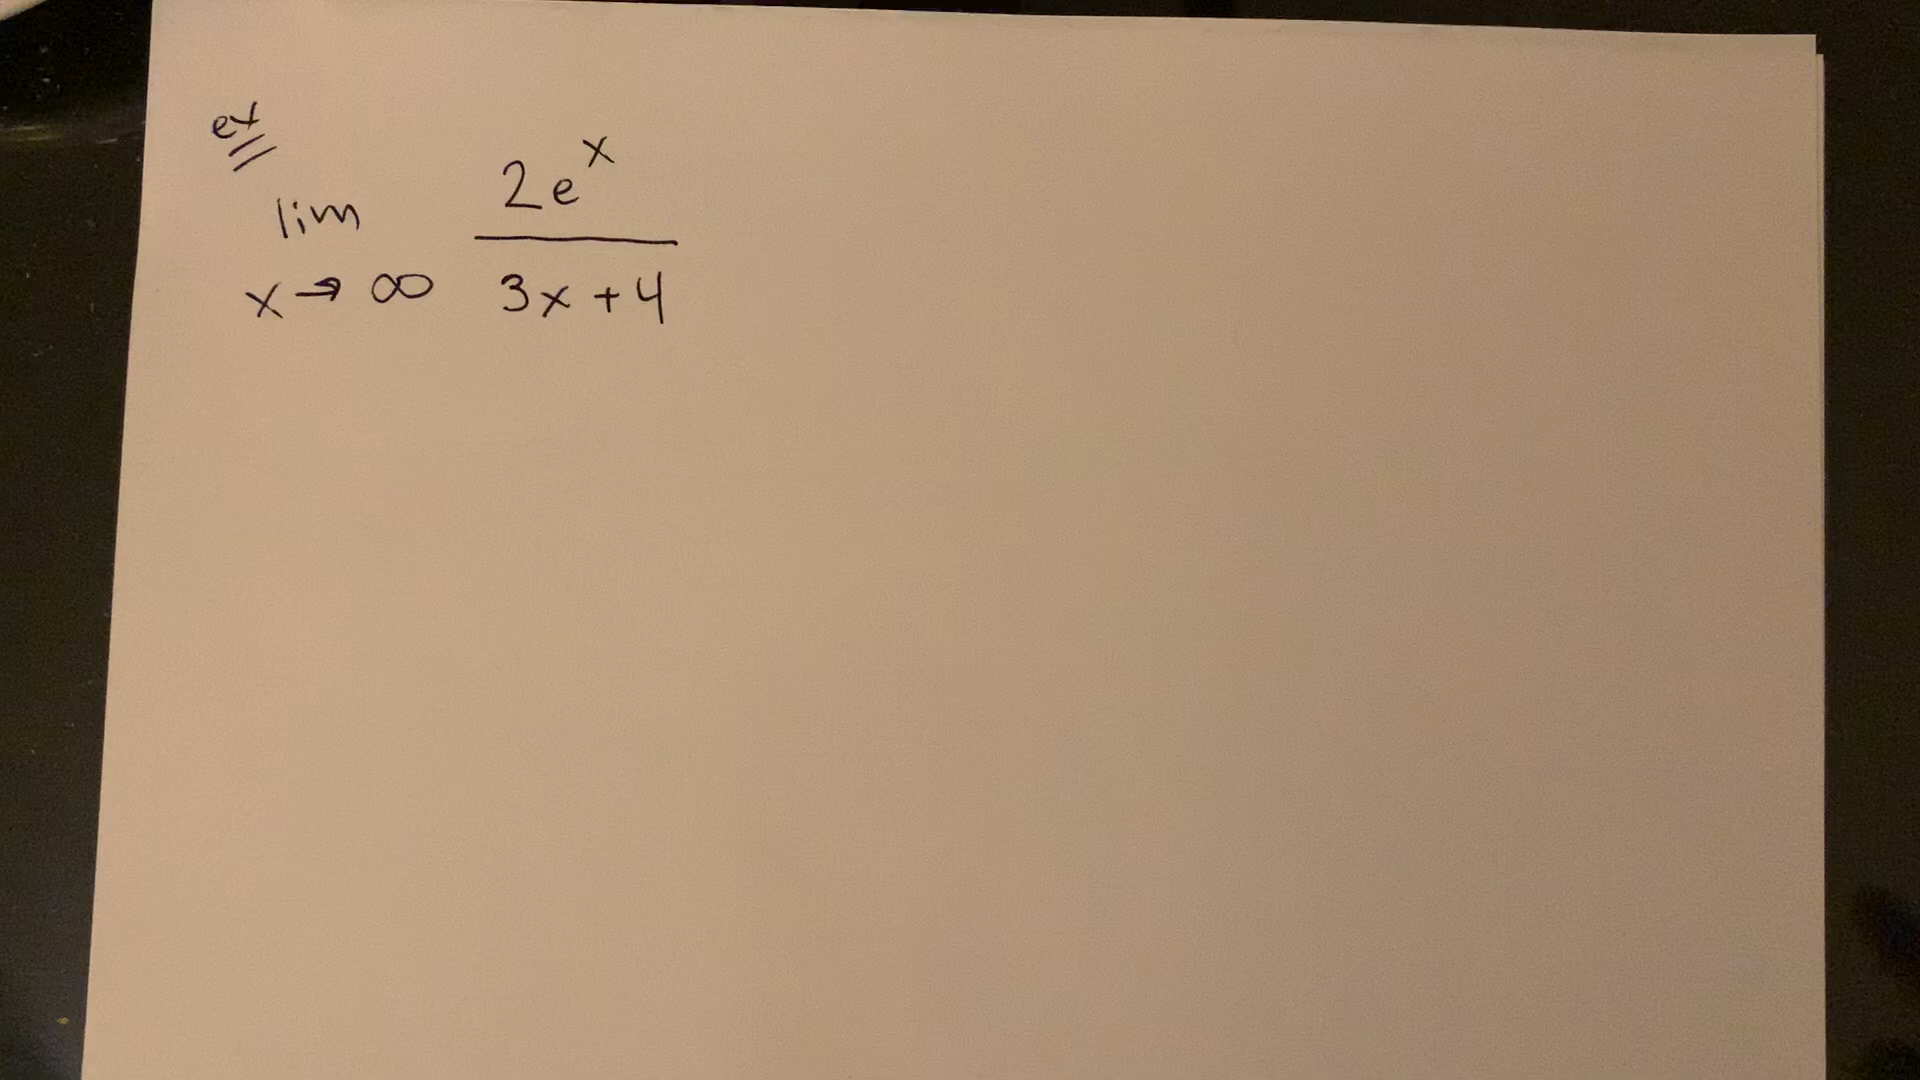 ex
lim 2e^x
x → ∞ 3x + 4